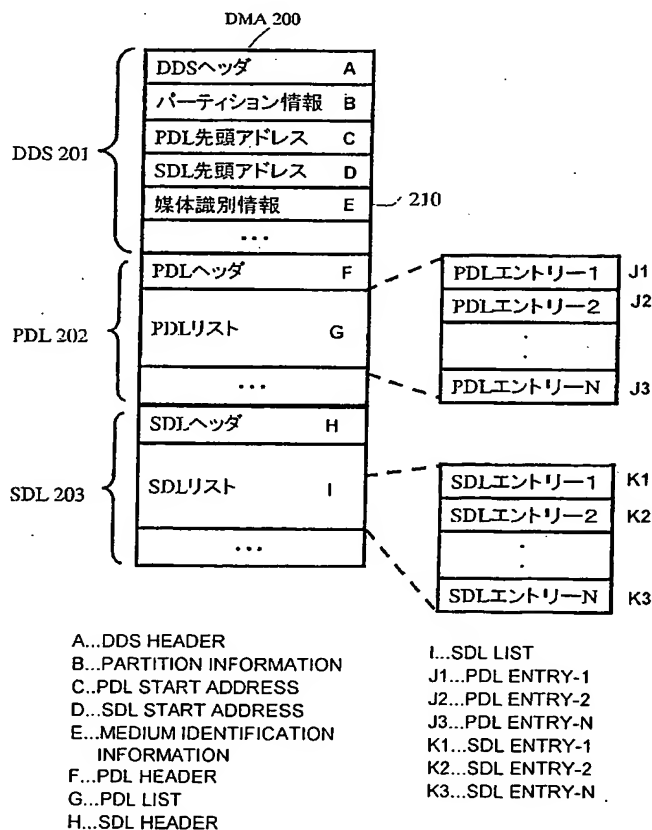 DMA 200
DDSヘッダ A
パーティション情報 B
PDL先頭アドレス C
SDL先頭アドレス D
媒体識別情報 E
...
DDS 201
210
PDLヘッダ F
PDLリスト G
...
PDL 202
SDLヘッダ H
SDLリスト I
...
SDL 203
PDLエントリー1 J1
PDLエントリー2 J2
PDLエントリーN J3
SDLエントリー1 K1
SDLエントリー2 K2
SDLエントリーN K3
A...DDS HEADER
B...PARTITION INFORMATION
C...PDL START ADDRESS
D...SDL START ADDRESS
E...MEDIUM IDENTIFICATION
INFORMATION
F...PDL HEADER
G...PDL LIST
H...SDL HEADER
I...SDL LIST
J1...PDL ENTRY-1
J2...PDL ENTRY-2
J3...PDL ENTRY-N
K1...SDL ENTRY-1
K2...SDL ENTRY-2
K3...SDL ENTRY-N